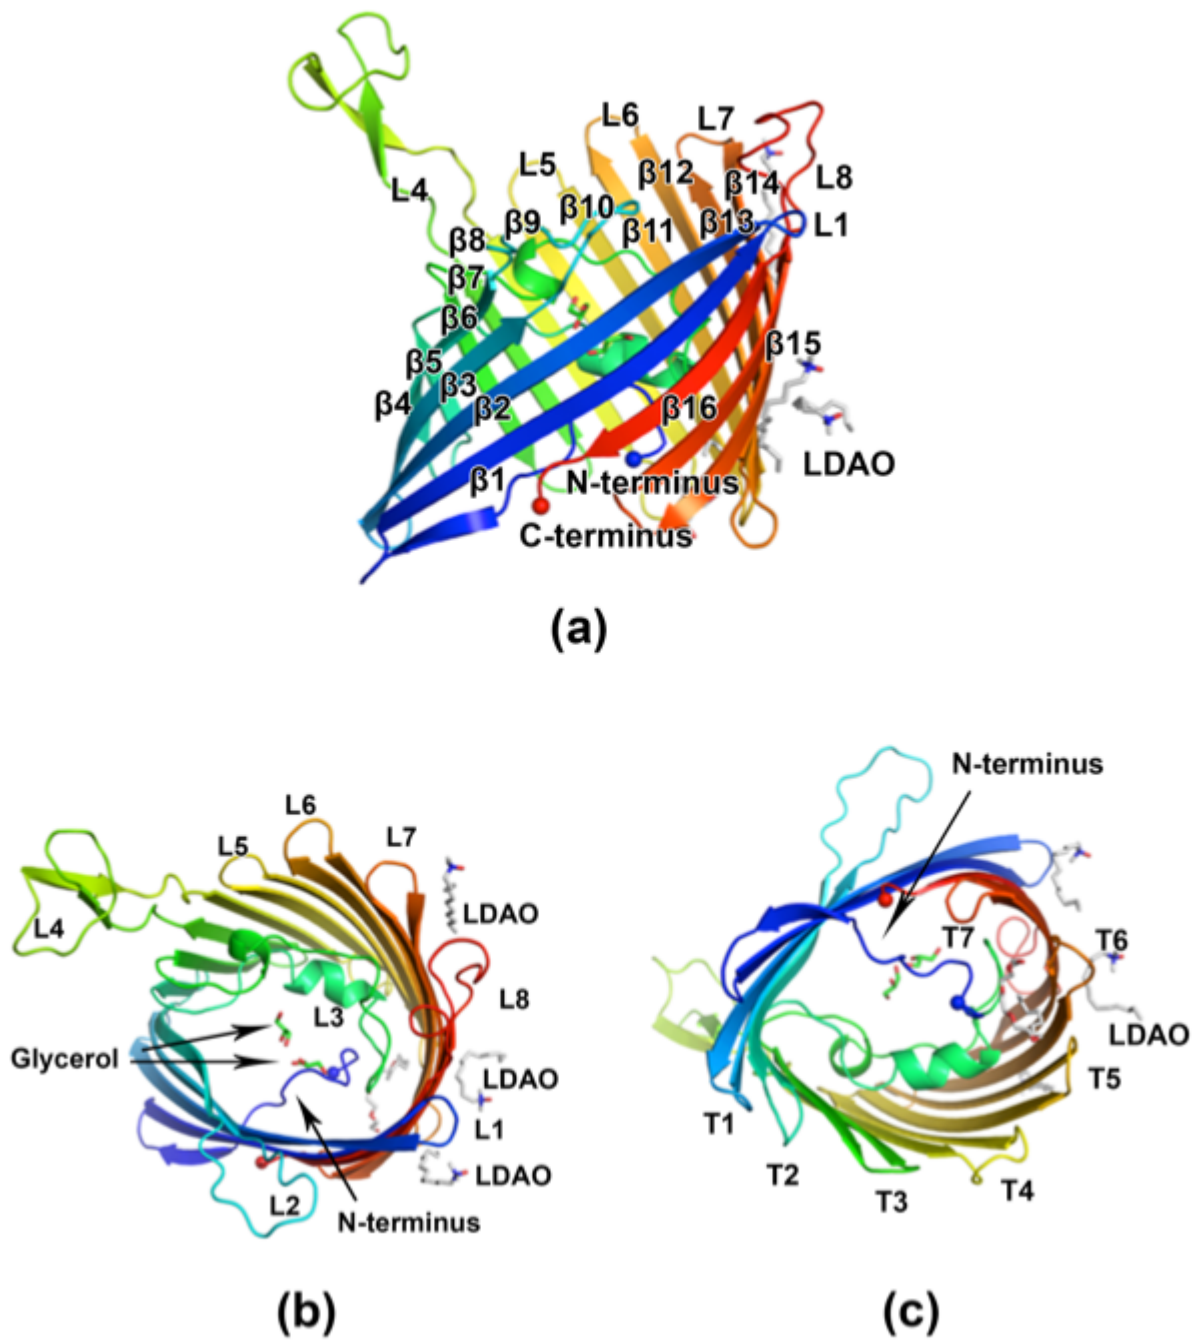 L6
L7
L5
β12
β14
L8
L4
β10
β9
β11
β13
L1
β8
β7
β6
β15
β5
β3
β4
β2
β16
LDAO
β1
N-terminus
C-terminus
(a)
N-terminus
L6
L5
L7
L4
LDAO
T7
T6
L8
L3
LDAO
Glycerol
LDAO
T5
L1
T1
LDAO
T2
T4
L2
T3
N-terminus
(b)
(c)